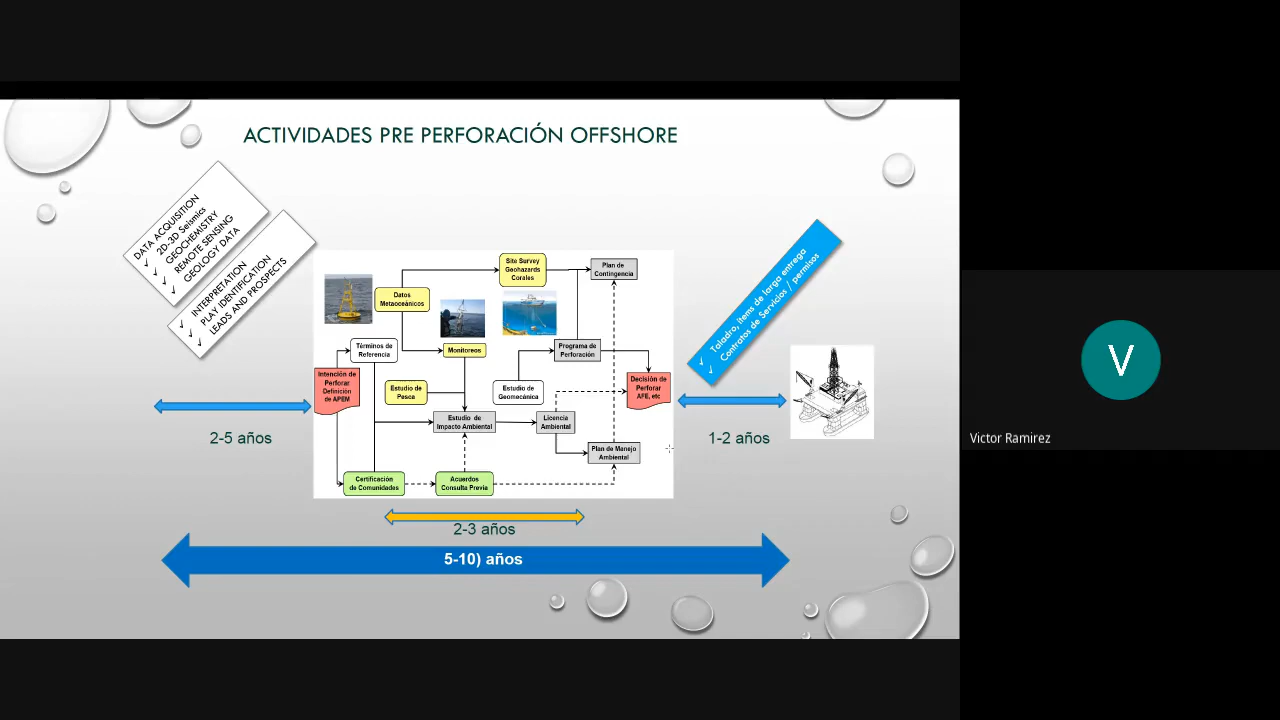 ACTIVIDADES PRE PERFORACIÓN OFFSHORE
DATA ACQUISITION
✓ 2D-3D Seismics
✓ GEOCHEMISTRY
✓ REMOTE SENSING
✓ GEOLOGY DATA
✓ INTERPRETATION
✓ PLAY IDENTIFICATION
✓ LEADS AND PROSPECTS
Site Survey
Geohazards
Corales
Plan de
Contingencia
Datos
Metaoceánicos
Términos de
Referencia
Monitoreos
Programa de
Perforación
Intención de
Perforar
Definición
de APEM
Estudio de
Pesca
Estudio de
Geomecánica
Decisión de
Perforar
AFE, etc
Estudio de
Impacto Ambiental
Licencia
Ambiental
Plan de Manejo
Ambiental
Certificación
de Comunidades
Acuerdos
Consulta Previa
✓ Taladro, ítems de larga entrega
✓ Contratos de Servicios / permisos
2-5 años
1-2 años
2-3 años
5-10) años
V
Victor Ramirez